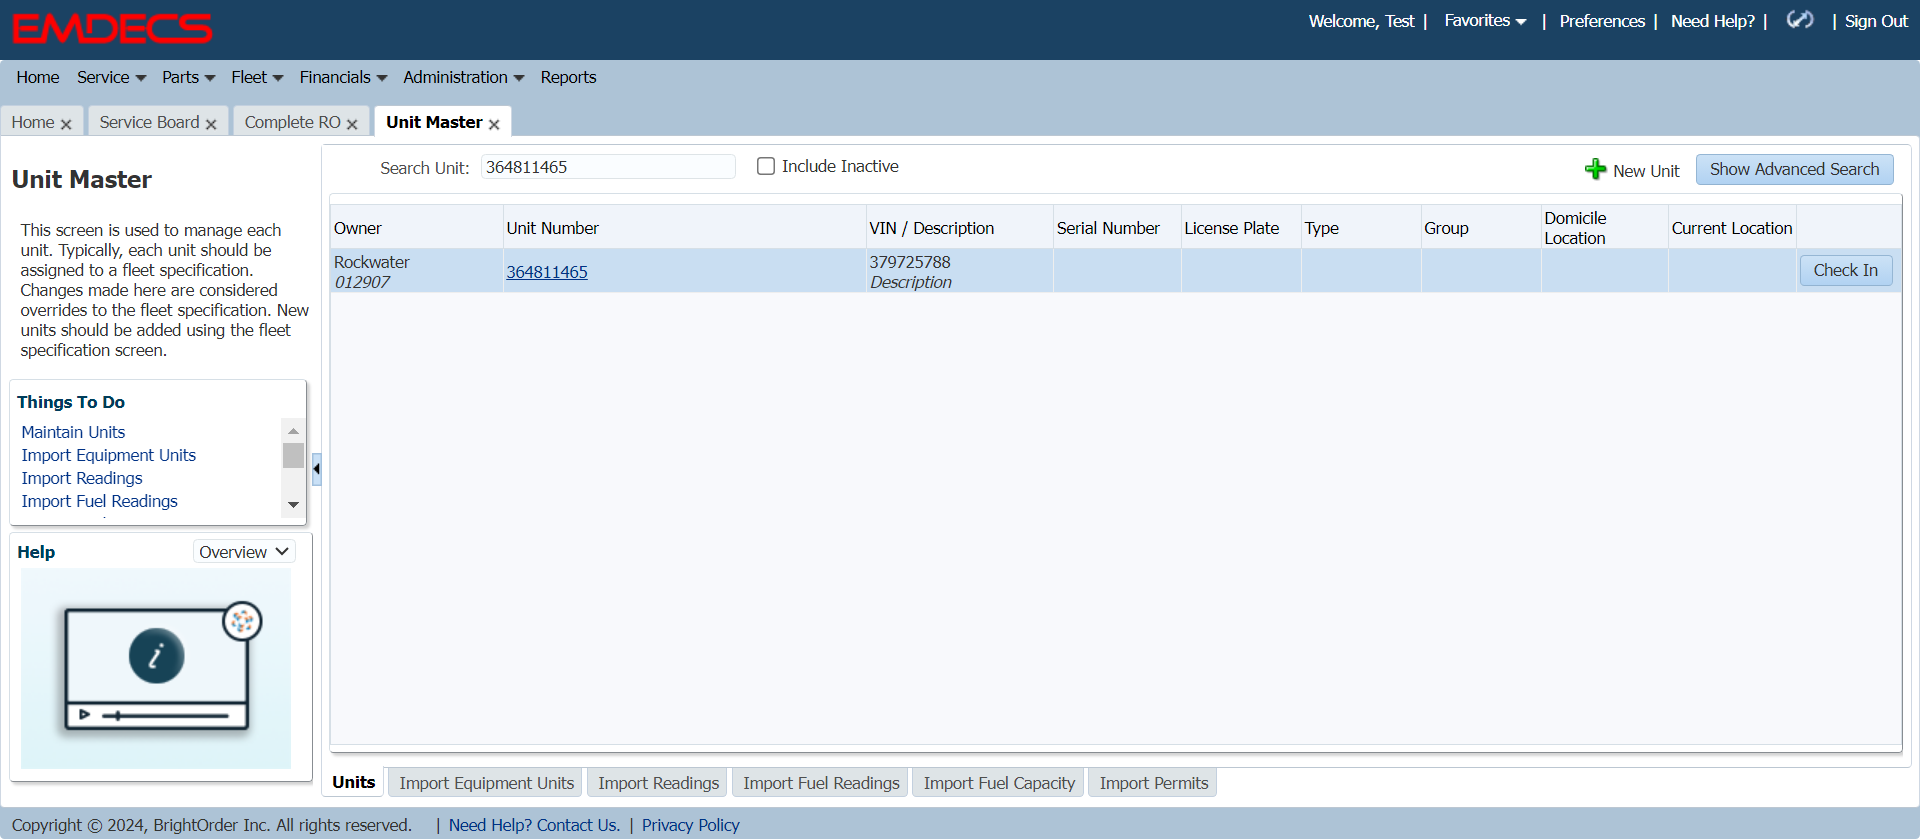 EMDECS
Welcome, Test | Favorites | Preferences | Need Help? | | Sign Out
Home Service Parts Fleet Financials Administration Reports
Home Service Board Complete RO Unit Master
Unit Master
This screen is used to manage each
unit. Typically, each unit should be
assigned to a fleet specification.
Changes made here are considered
overrides to the fleet specification. New
units should be added using the fleet
specification screen.
Things To Do
Maintain Units
Import Equipment Units
Import Readings
Import Fuel Readings
Help Overview
Search Unit: 364811465 Include Inactive New Unit Show Advanced Search
Owner Unit Number VIN / Description Serial Number License Plate Type Group Domicile Location Current Location
Rockwater 364811465 379725788 Check In
012907 Description
Units Import Equipment Units Import Readings Import Fuel Readings Import Fuel Capacity Import Permits
Copyright © 2024, BrightOrder Inc. All rights reserved. | Need Help? Contact Us. | Privacy Policy